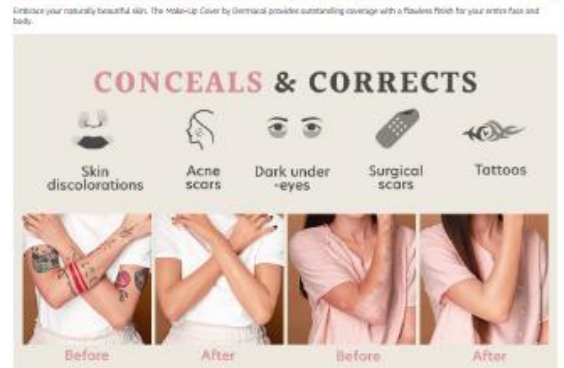 Embrace your naturally beautiful skin. The Make-Up Cover by Dermacol provides outstanding coverage with a flawless finish for your entire face and
body.
CONCEALS & CORRECTS
Skin
discolorations
Acne
scars
Dark under
-eyes
Surgical
scars
Tattoos
Before
After
Before
After